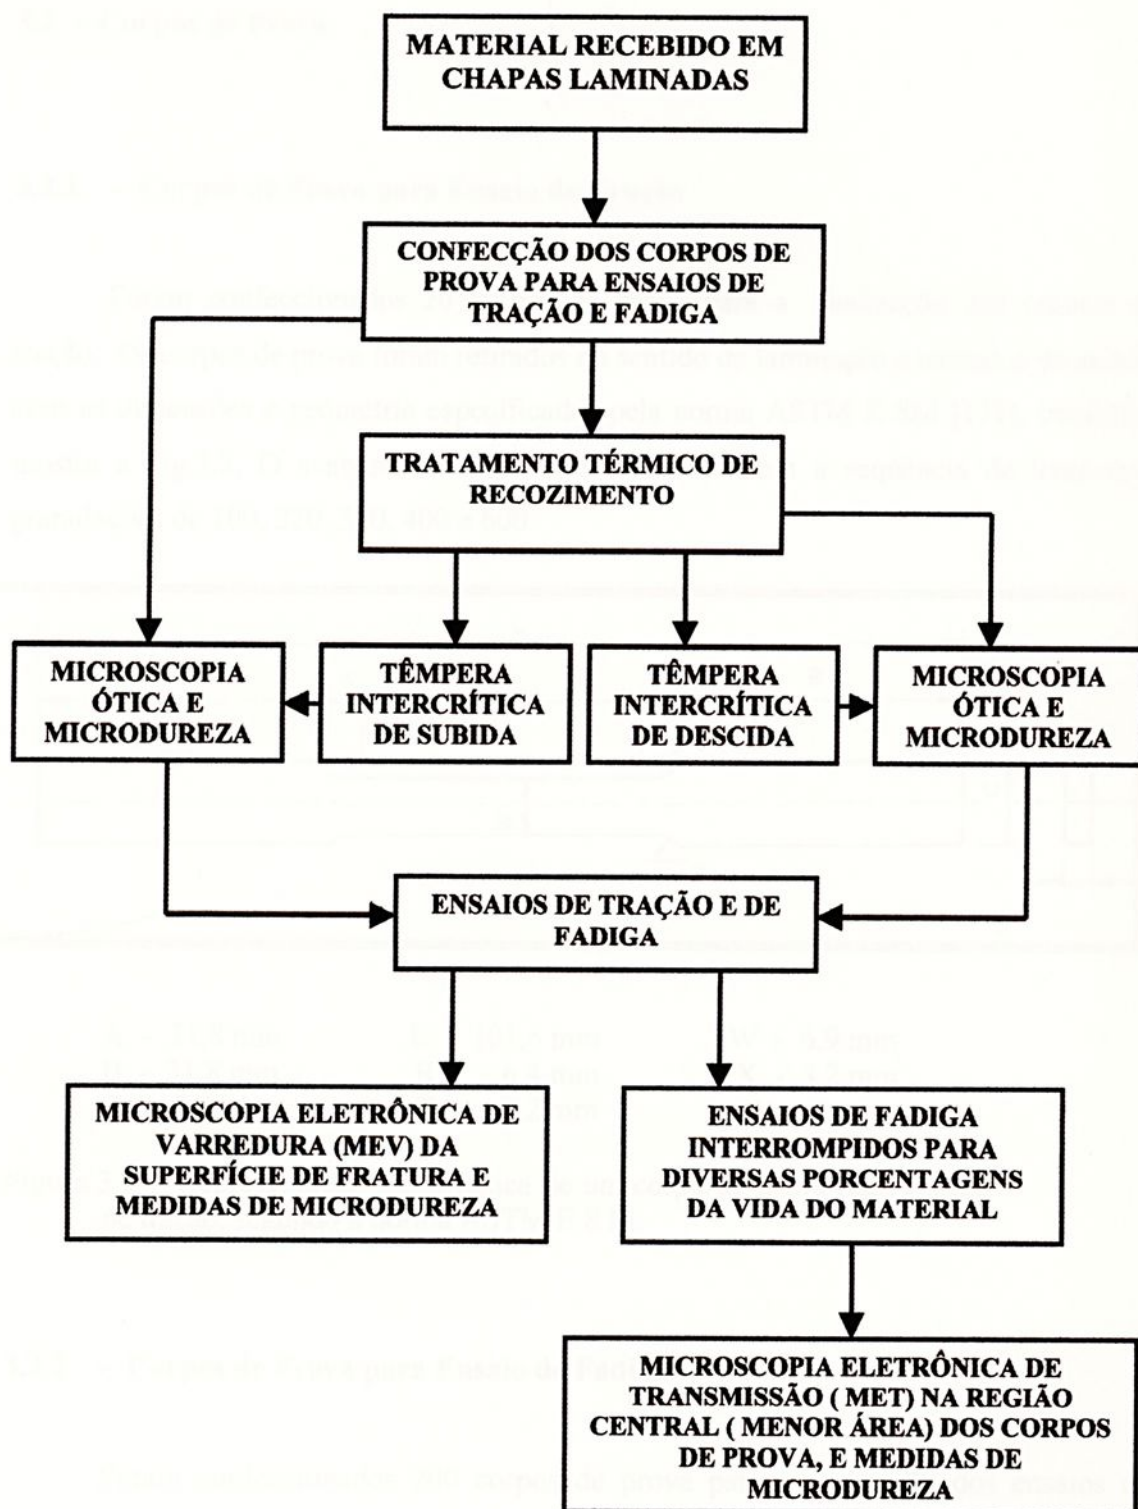 MATERIAL RECEBIDO EM
CHAPAS LAMINADAS
CONFECÇÃO DOS CORPOS DE
PROVA PARA ENSAIOS DE
TRAÇÃO E FADIGA
TRATAMENTO TÉRMICO DE
RECOZIMENTO
MICROSCOPIA
ÓTICA E
MICRODUREZA
TÊMPERA
INTERCRÍTICA
DE SUBIDA
TÊMPERA
INTERCRÍTICA
DE DESCIDA
MICROSCOPIA
ÓTICA E
MICRODUREZA
ENSAIOS DE TRAÇÃO E DE
FADIGA
MICROSCOPIA ELETRÔNICA DE
VARREDURA (MEV) DA
SUPERFÍCIE DE FRATURA E
MEDIDAS DE MICRODUREZA
ENSAIOS DE FADIGA
INTERROMPIDOS PARA
DIVERSAS PORCENTAGENS
DA VIDA DO MATERIAL
MICROSCOPIA ELETRÔNICA DE
TRANSMISSÃO ( MET) NA REGIÃO
CENTRAL ( MENOR ÁREA) DOS CORPOS
DE PROVA, E MEDIDAS DE
MICRODUREZA